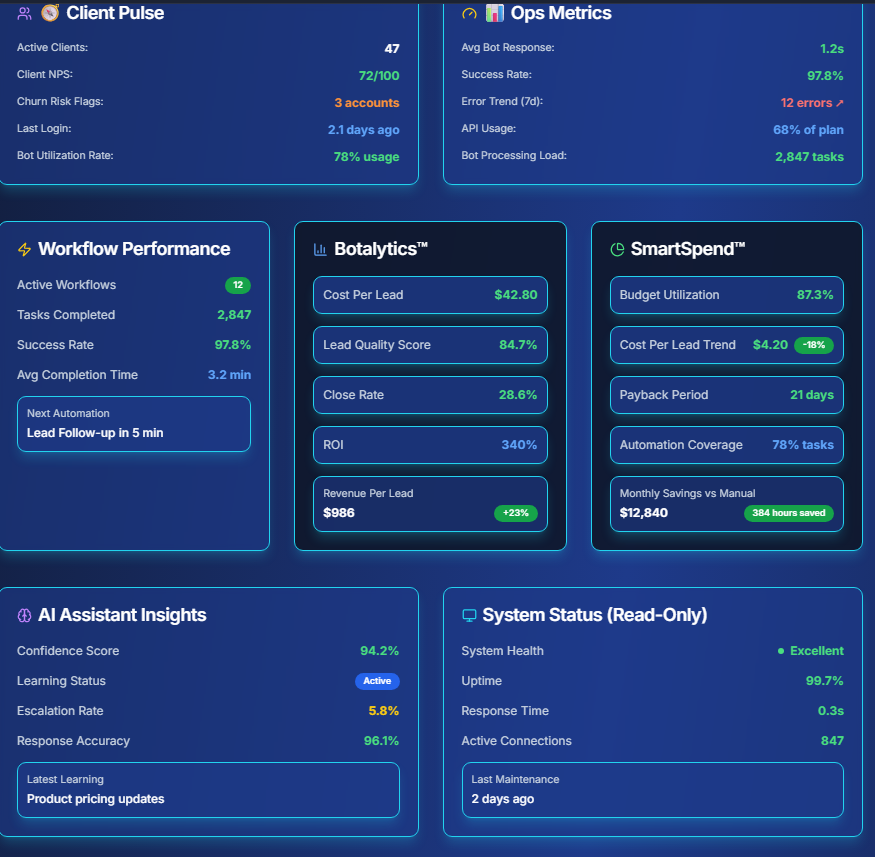 Client Pulse
Active Clients: 47
Client NPS: 72/100
Churn Risk Flags: 3 accounts
Last Login: 2.1 days ago
Bot Utilization Rate: 78% usage
Ops Metrics
Avg Bot Response: 1.2s
Success Rate: 97.8%
Error Trend (7d): 12 errors ↗
API Usage: 68% of plan
Bot Processing Load: 2,847 tasks
Workflow Performance
Active Workflows 12
Tasks Completed 2,847
Success Rate 97.8%
Avg Completion Time 3.2 min
Next Automation
Lead Follow-up in 5 min
Botalytics™
Cost Per Lead $42.80
Lead Quality Score 84.7%
Close Rate 28.6%
ROI 340%
Revenue Per Lead
$986 +23%
SmartSpend™
Budget Utilization 87.3%
Cost Per Lead Trend $4.20 -18%
Payback Period 21 days
Automation Coverage 78% tasks
Monthly Savings vs Manual
$12,840 384 hours saved
AI Assistant Insights
Confidence Score 94.2%
Learning Status Active
Escalation Rate 5.8%
Response Accuracy 96.1%
Latest Learning
Product pricing updates
System Status (Read-Only)
System Health Excellent
Uptime 99.7%
Response Time 0.3s
Active Connections 847
Last Maintenance
2 days ago